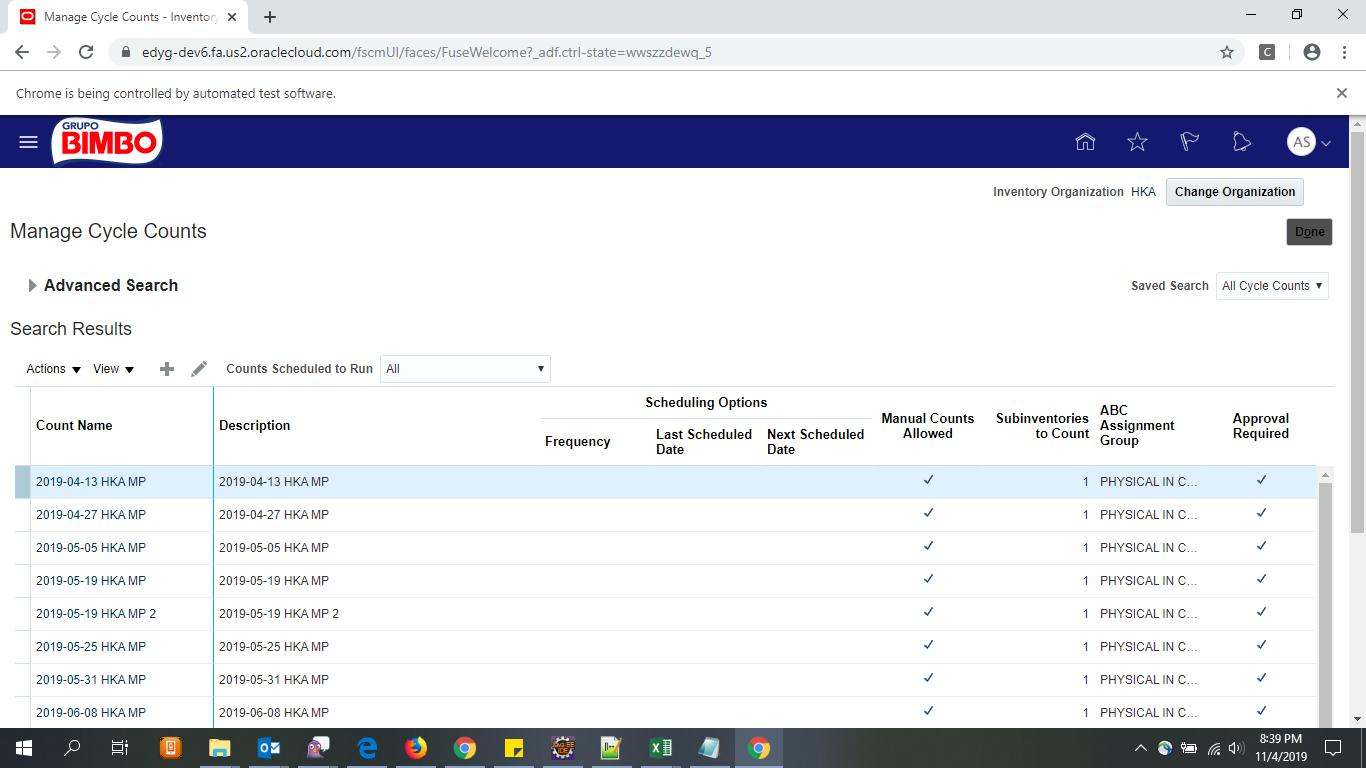 Manage Cycle Counts - Inventory
edyg-dev6.fa.us2.oraclecloud.com/fscmUI/faces/FuseWelcome?_adf.ctrl-state=wwszzdewq_5
C
Chrome is being controlled by automated test software.
GRUPO
BIMBO
AS
Inventory Organization HKA Change Organization
Manage Cycle Counts
Done
Advanced Search
Saved Search All Cycle Counts
Search Results
Actions View Counts Scheduled to Run All
Count Name Description Scheduling Options Frequency Last Scheduled Date Next Scheduled Date Manual Counts Allowed Subinventories to Count ABC Assignment Group Approval Required
2019-04-13 HKA MP 2019-04-13 HKA MP 1 PHYSICAL IN C...
2019-04-27 HKA MP 2019-04-27 HKA MP 1 PHYSICAL IN C...
2019-05-05 HKA MP 2019-05-05 HKA MP 1 PHYSICAL IN C...
2019-05-19 HKA MP 2019-05-19 HKA MP 1 PHYSICAL IN C...
2019-05-19 HKA MP 2 2019-05-19 HKA MP 2 1 PHYSICAL IN C...
2019-05-25 HKA MP 2019-05-25 HKA MP 1 PHYSICAL IN C...
2019-05-31 HKA MP 2019-05-31 HKA MP 1 PHYSICAL IN C...
2019-06-08 HKA MP 2019-06-08 HKA MP 1 PHYSICAL IN C...
8:39 PM
11/4/2019